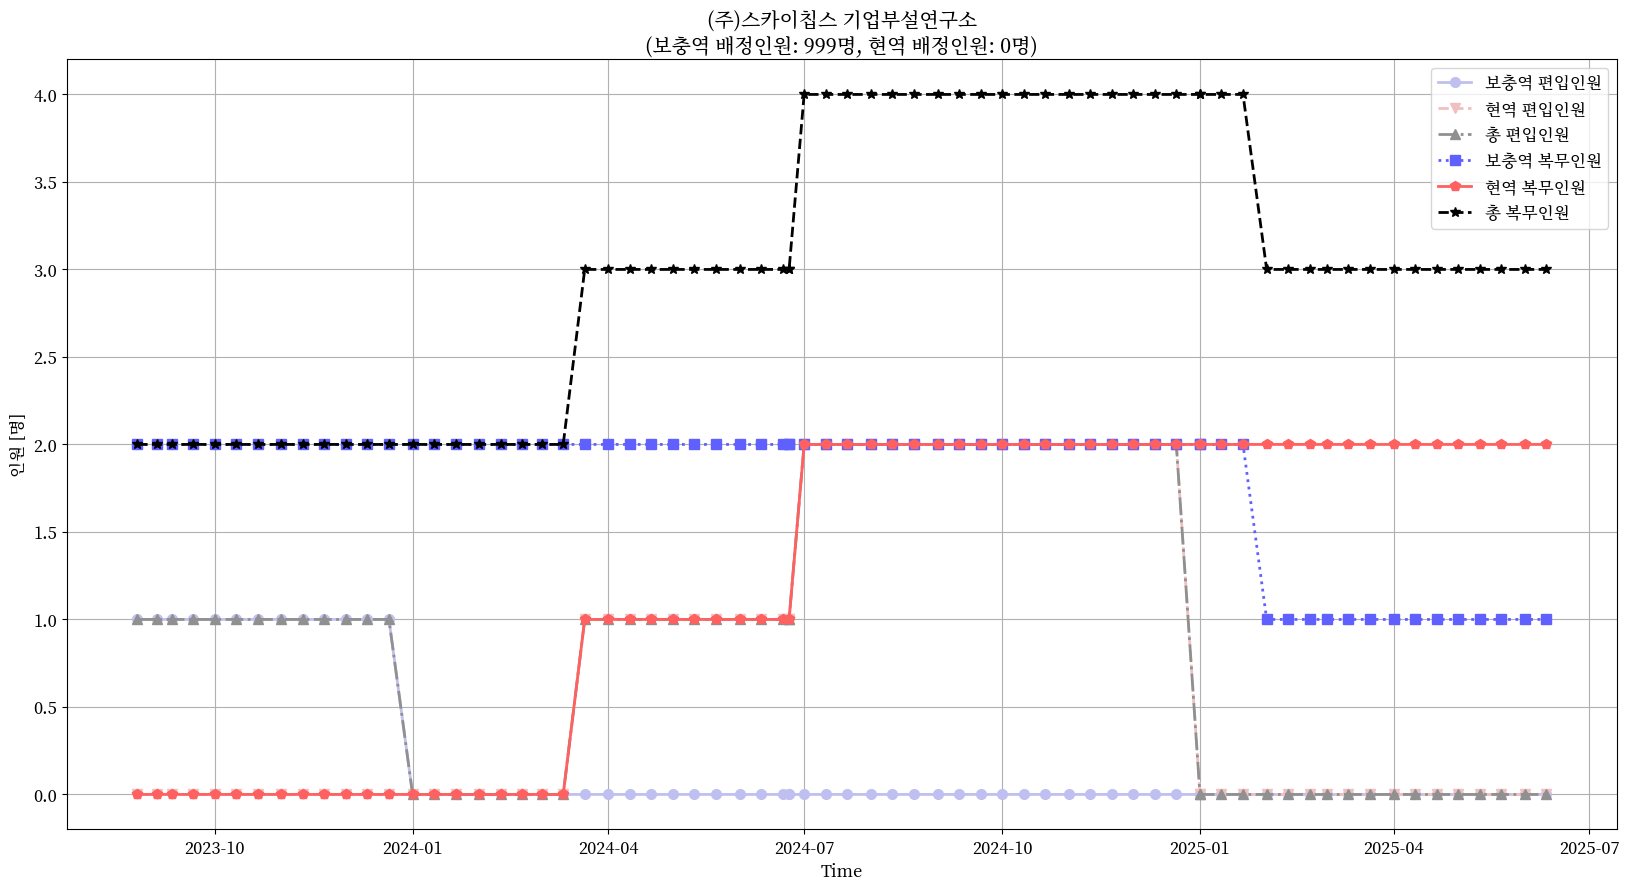 (주)스카이칩스 기업부설연구소
(보충역 배정인원: 999명, 현역 배정인원: 0명)
보충역 편입인원
현역 편입인원
총 편입인원
보충역 복무인원
현역 복무인원
총 복무인원
인원 [명]
4.0
3.5
3.0
2.5
2.0
1.5
1.0
0.5
0.0
2023-10
2024-01
2024-04
2024-07
2024-10
2025-01
2025-04
2025-07
Time